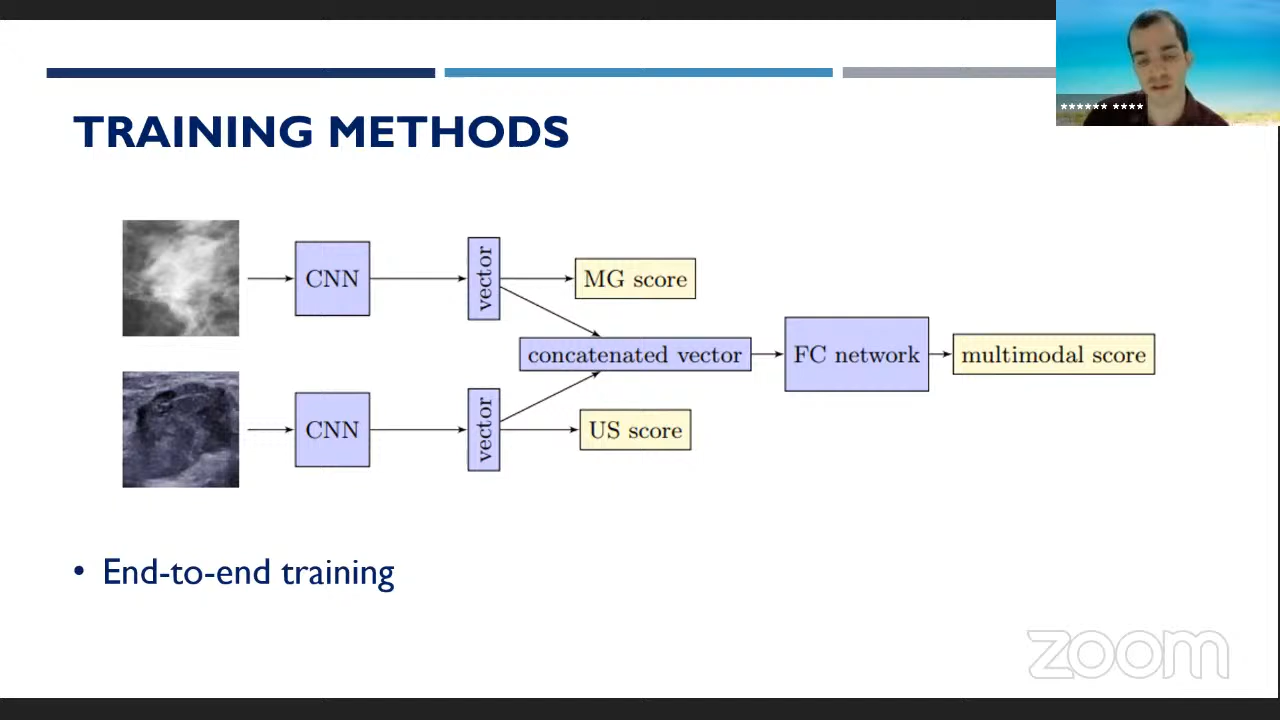 ****** ****
TRAINING METHODS
CNN
vector
MG score
concatenated vector
FC network
multimodal score
CNN
vector
US score
• End-to-end training
zoom